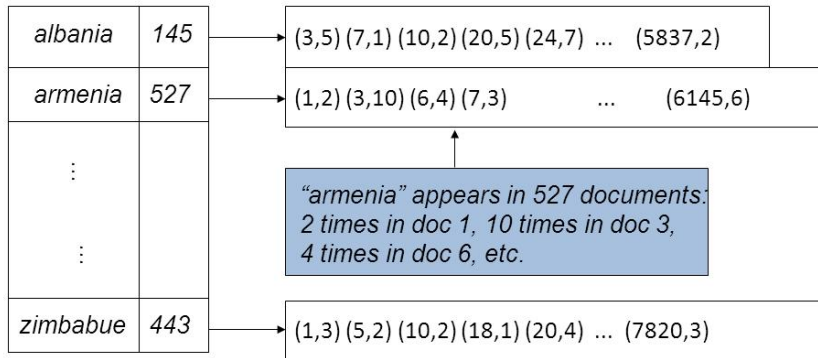 albania 145 (3,5) (7,1) (10,2) (20,5) (24,7) ... (5837,2)
armenia 527 (1,2) (3,10) (6,4) (7,3) ... (6145,6)
⋮
"armenia" appears in 527 documents:
2 times in doc 1, 10 times in doc 3,
4 times in doc 6, etc.
⋮
zimbabue 443 (1,3) (5,2) (10,2) (18,1) (20,4) ... (7820,3)